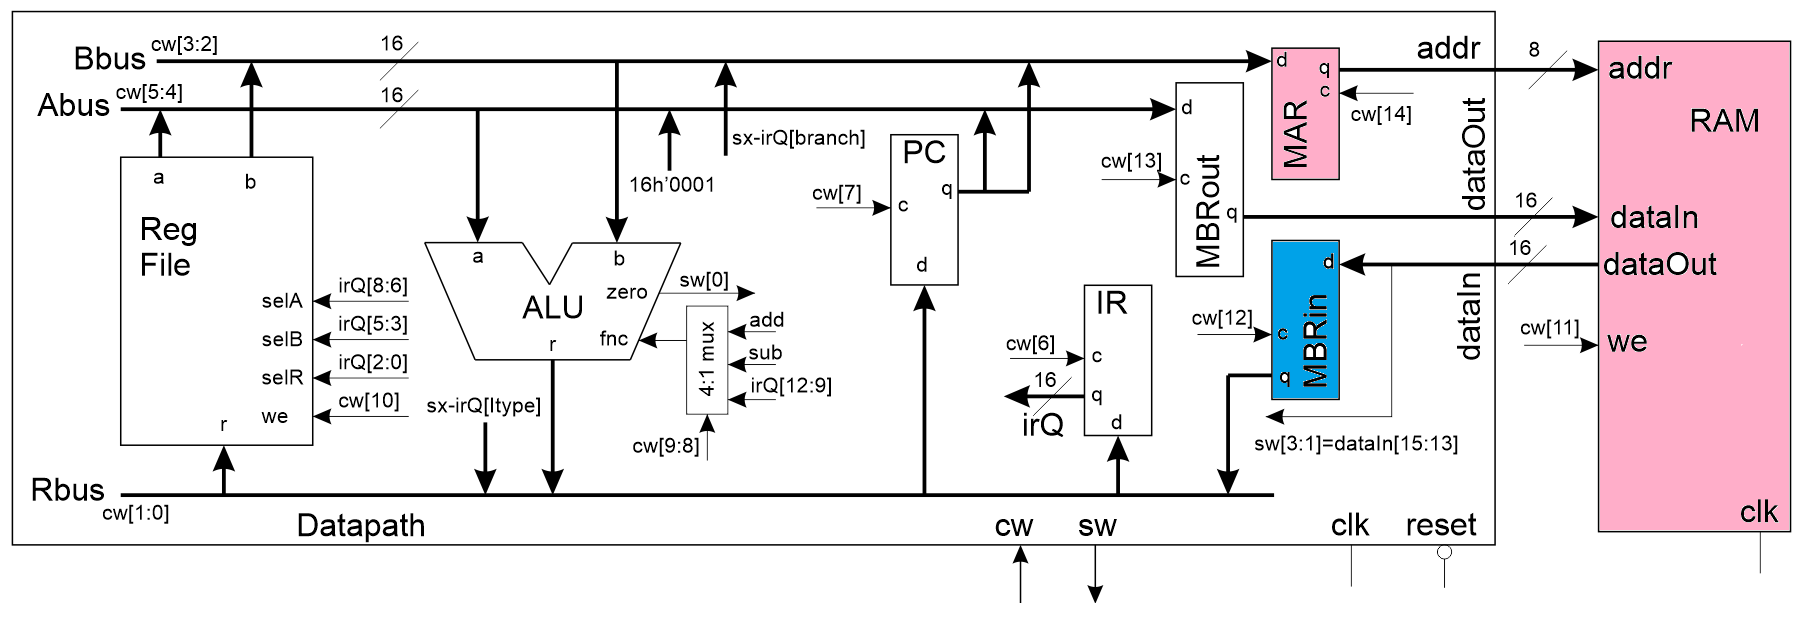 Bbus cw[3:2] 16 d addr 8 addr
q
Abus cw[5:4] 16 d c
cw[14] RAM
MAR
sx-irQ[branch] PC cw[13] c dataOut
a b 16h'0001 cw[7] c q MBRout q 16 dataIn
Reg
File
a b d d 16 dataOut
selA irQ[8:6] zero sw[0] IR dataIn
ALU
selB irQ[5:3] fnc add cw[12] c MBRin cw[11] we
4:1 mux
sub cw[6] c
selR irQ[2:0] r irQ[12:9] 16 q q
we cw[10] sx-irQ[Itype] irQ d
r cw[9:8] sw[3:1]=dataIn[15:13]
Rbus
cw[1:0] clk
Datapath cw sw clk reset